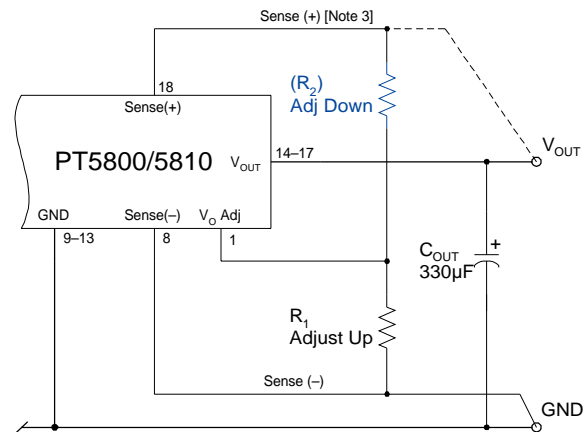 Sense (+) [Note 3]
18
Sense(+)
(R2)
Adj Down
PT5800/5810
VOUT
14–17
VOUT
GND
Sense(–)
VO Adj
9–13
8
1
COUT
330µF
+
R1
Adjust Up
Sense (–)
GND